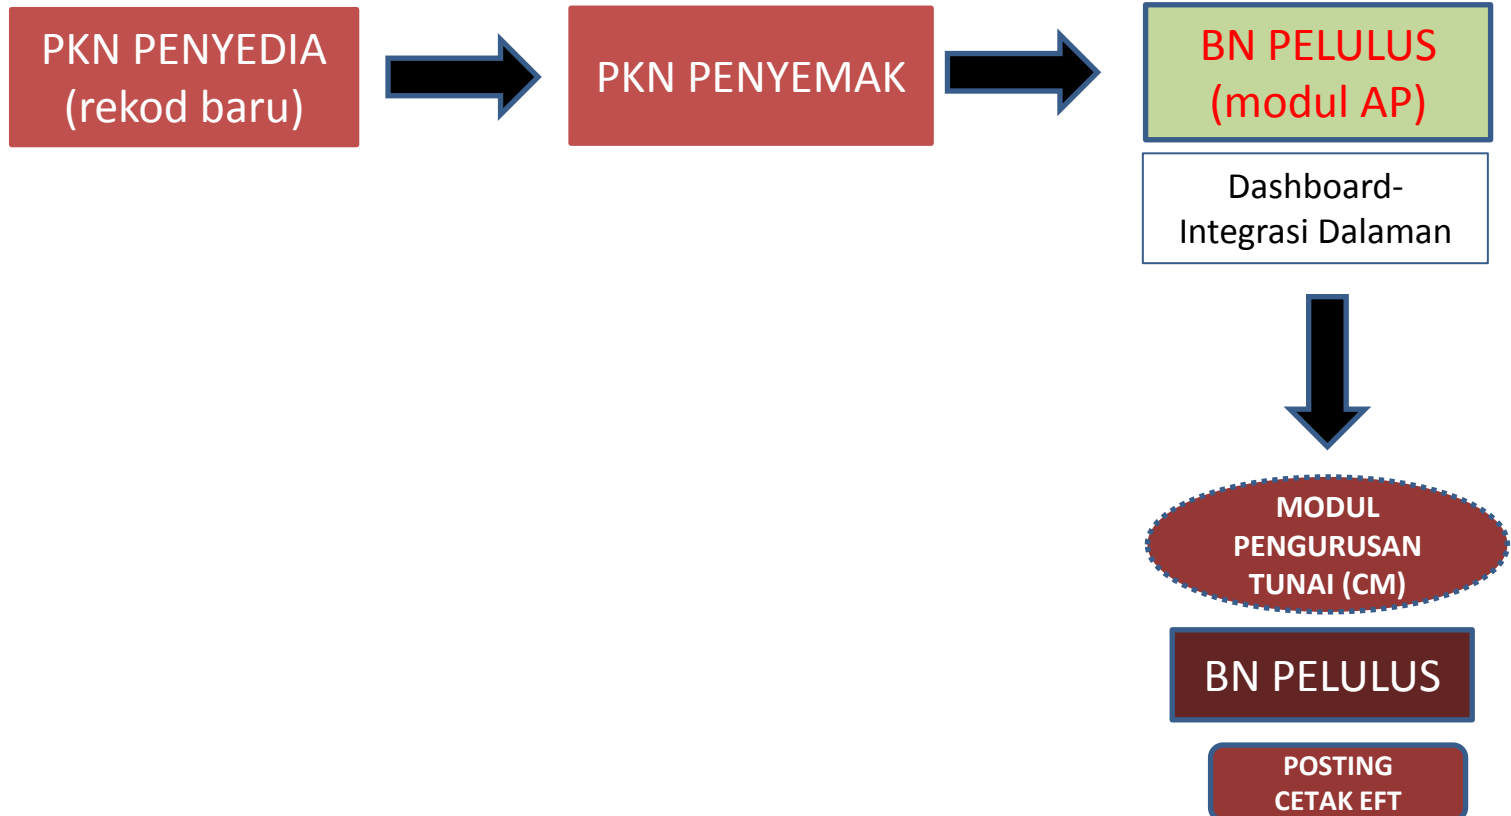 PKN PENYEDIA
(rekod baru)
PKN PENYEMAK
BN PELULUS
(modul AP)
Dashboard-
Integrasi Dalaman
MODUL
PENGURUSAN
TUNAI (CM)
BN PELULUS
POSTING
CETAK EFT